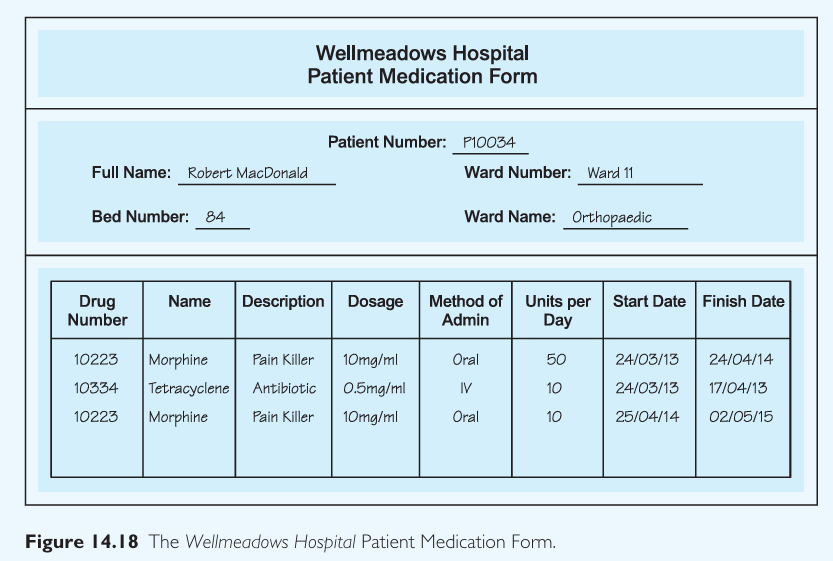 Wellmeadows Hospital
Patient Medication Form
Patient Number: P10034
Full Name: Robert MacDonald Ward Number: Ward 11
Bed Number: 84 Ward Name: Orthopaedic
Drug Number Name Description Dosage Method of Admin Units per Day Start Date Finish Date
10223 Morphine Pain Killer 10mg/ml Oral 50 24/03/13 24/04/14
10334 Tetracyclene Antibiotic 0.5mg/ml IV 10 24/03/13 17/04/13
10223 Morphine Pain Killer 10mg/ml Oral 10 25/04/14 02/05/15
Figure 14.18 The Wellmeadows Hospital Patient Medication Form.